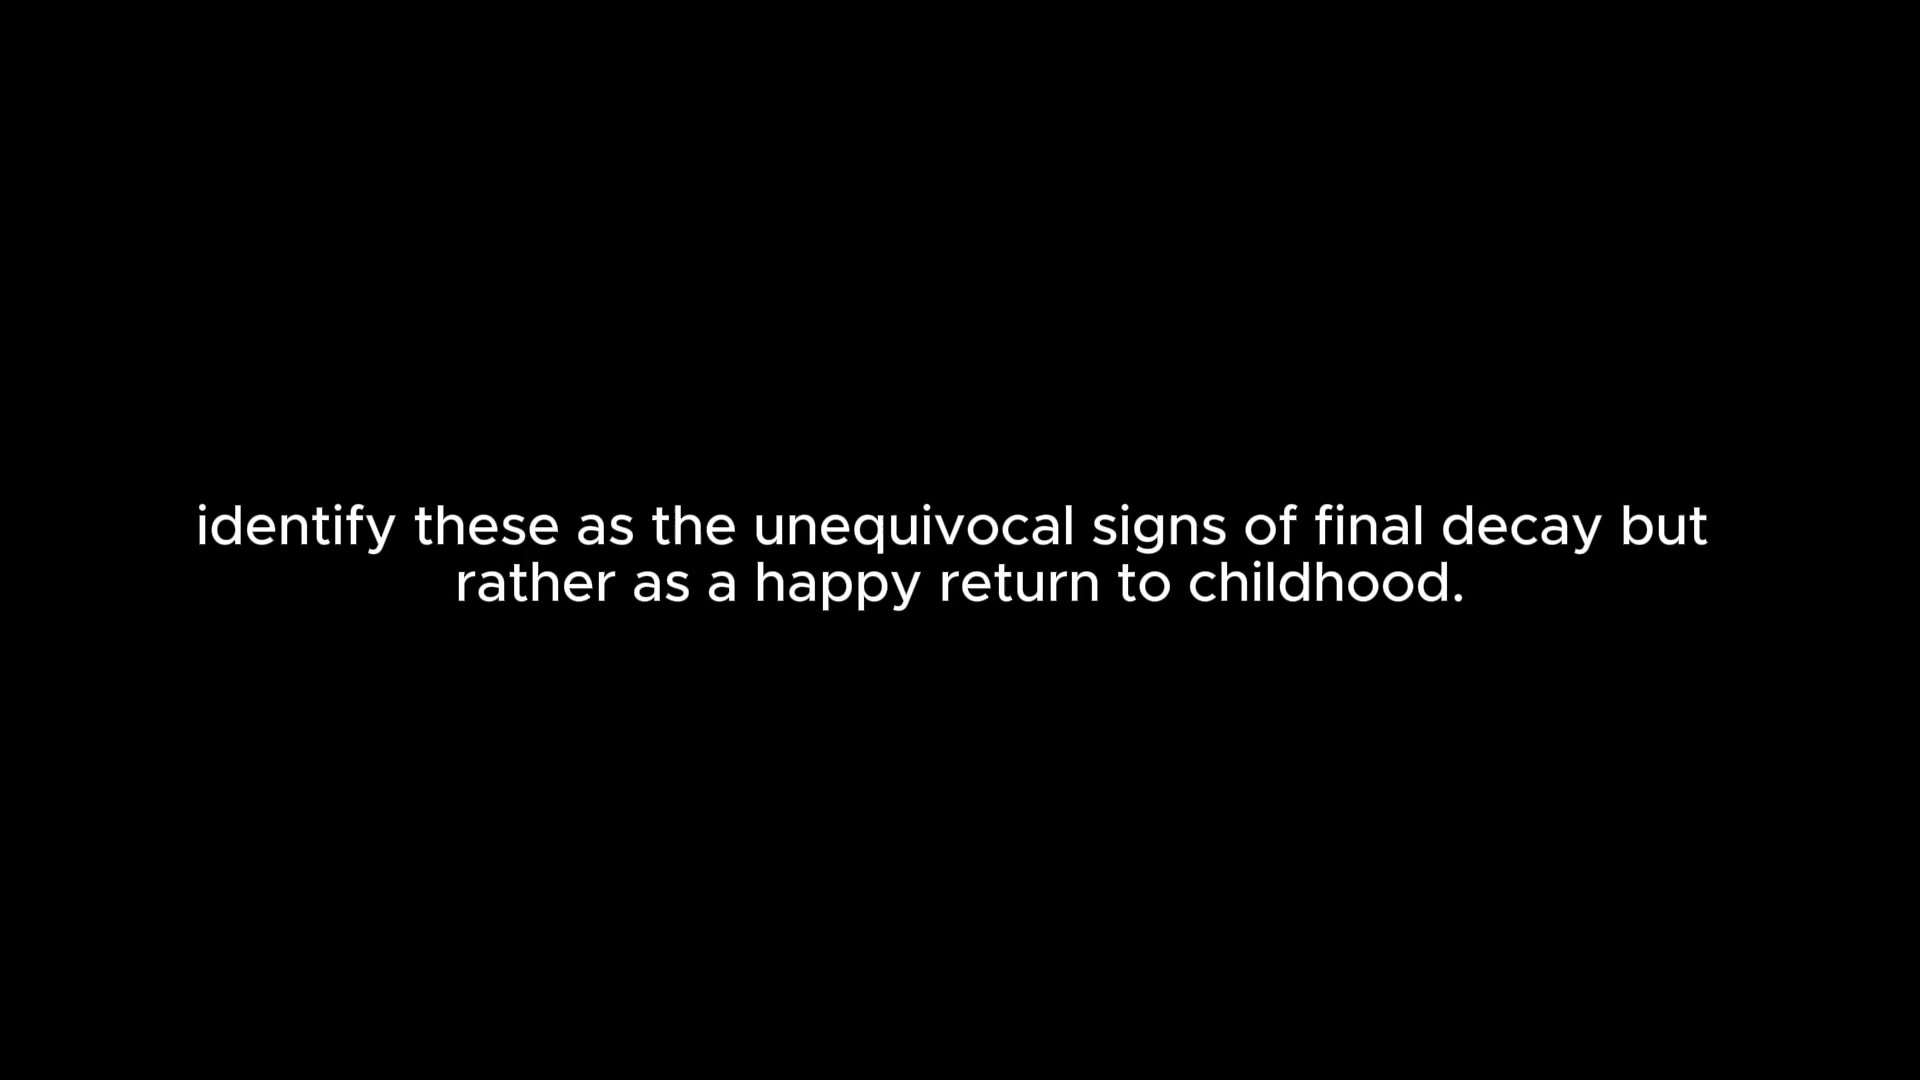 identify these as the unequivocal signs of final decay but
rather as a happy return to childhood.